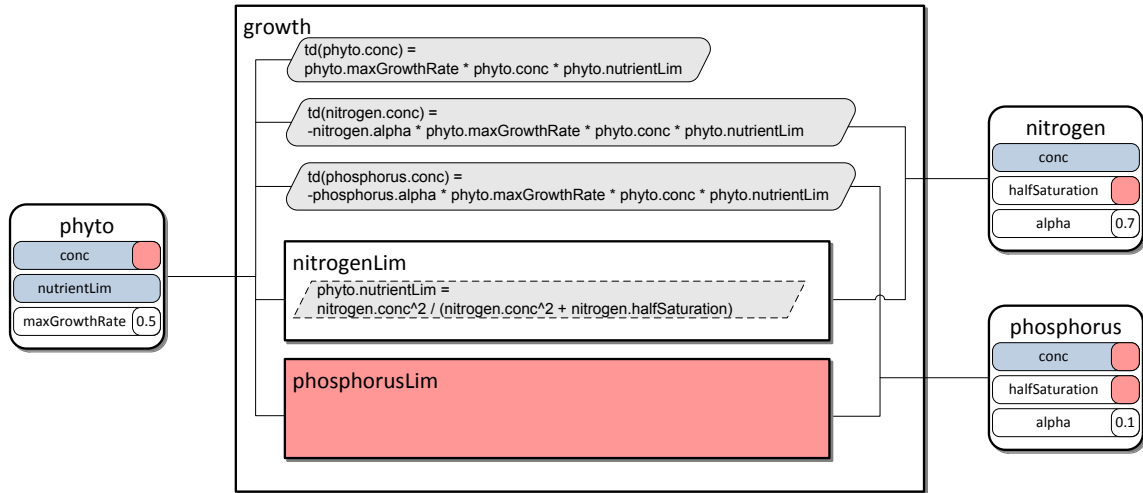 growth
td(phyto.conc) =
phyto.maxGrowthRate * phyto.conc * phyto.nutrientLim
td(nitrogen.conc) =
-nitrogen.alpha * phyto.maxGrowthRate * phyto.conc * phyto.nutrientLim
td(phosphorus.conc) =
-phosphorus.alpha * phyto.maxGrowthRate * phyto.conc * phyto.nutrientLim
nitrogenLim
phyto.nutrientLim =
nitrogen.conc^2 / (nitrogen.conc^2 + nitrogen.halfSaturation)
phosphorusLim
phyto
conc
nutrientLim
maxGrowthRate 0.5
nitrogen
conc
halfSaturation
alpha 0.7
phosphorus
conc
halfSaturation
alpha 0.1